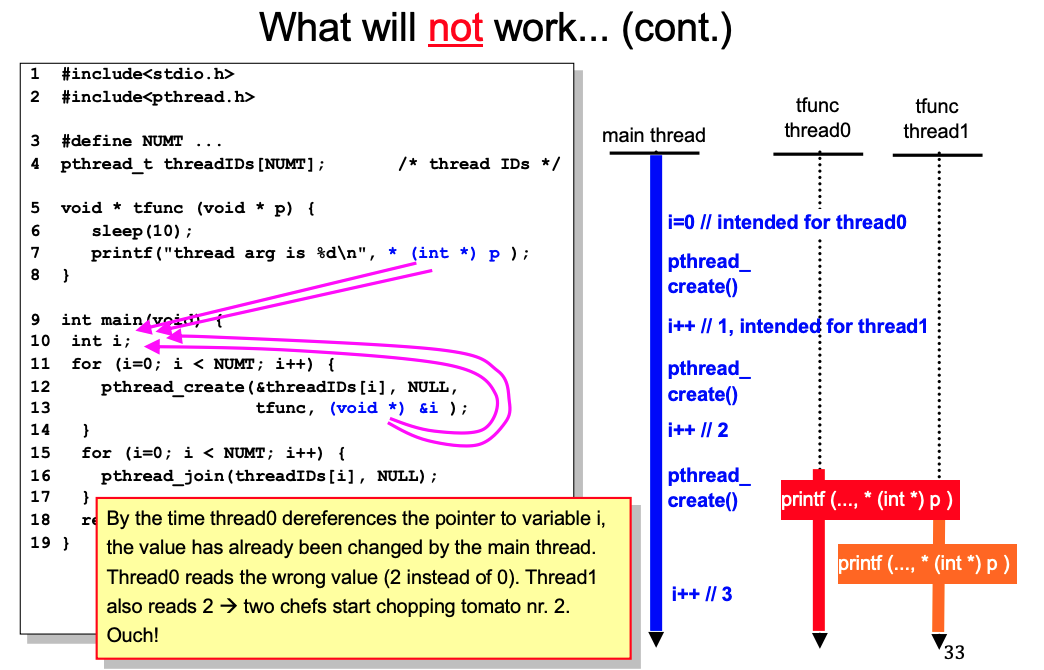 What will not work... (cont.)
1 #include<stdio.h>
2 #include<pthread.h>
3 #define NUMT ...
4 pthread_t threadIDs[NUMT]; /* thread IDs */
5 void * tfunc (void * p) {
6 sleep(10);
7 printf("thread arg is %d\n", * (int *) p );
8 }
9 int main(void) {
10 int i;
11 for (i=0; i < NUMT; i++) {
12 pthread_create(&threadIDs[i], NULL,
13 tfunc, (void *) &i );
14 }
15 for (i=0; i < NUMT; i++) {
16 pthread_join(threadIDs[i], NULL);
17 }
18 re
19 }
By the time thread0 dereferences the pointer to variable i,
the value has already been changed by the main thread.
Thread0 reads the wrong value (2 instead of 0). Thread1
also reads 2 → two chefs start chopping tomato nr. 2.
Ouch!
main thread
tfunc
thread0
tfunc
thread1
i=0 // intended for thread0
pthread_
create()
i++ // 1, intended for thread1
pthread_
create()
i++ // 2
pthread_
create()
printf (..., * (int *) p )
printf (..., * (int *) p )
i++ // 3
33